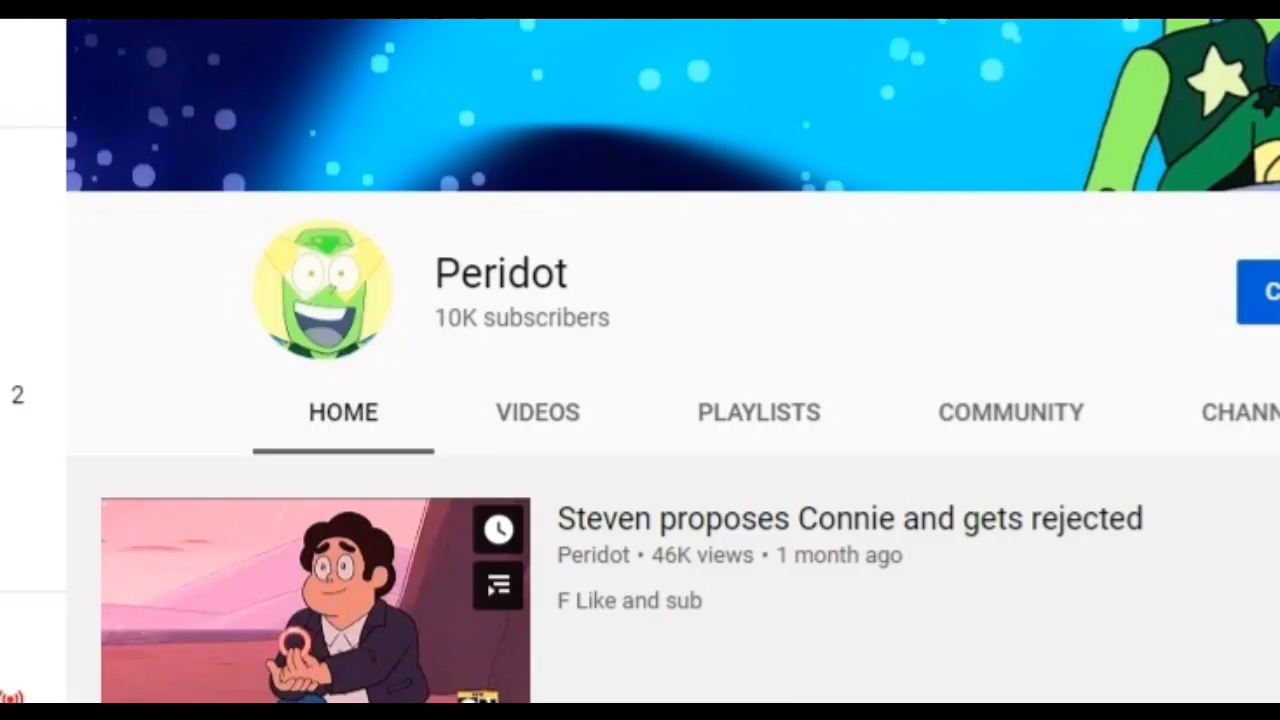 Peridot
10K subscribers
2
HOME VIDEOS PLAYLISTS COMMUNITY CHANN
Steven proposes Connie and gets rejected
Peridot • 46K views • 1 month ago
F Like and sub